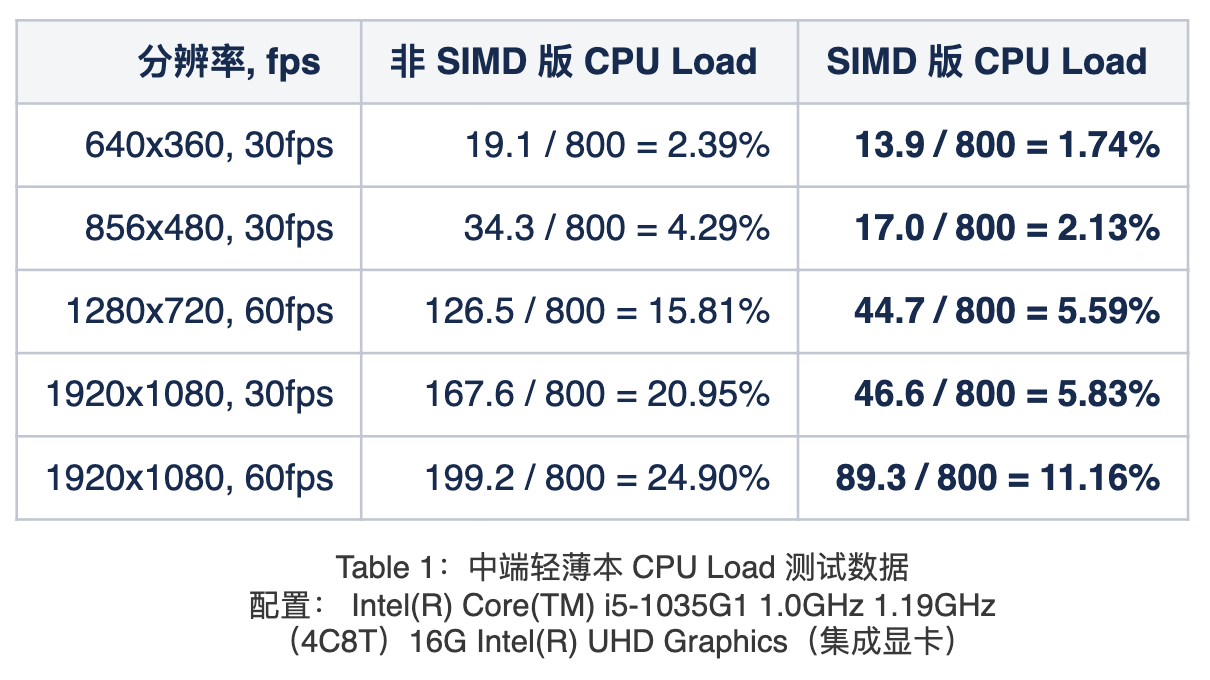 分辨率, fps 非 SIMD 版 CPU Load SIMD 版 CPU Load
640x360, 30fps 19.1 / 800 = 2.39% 13.9 / 800 = 1.74%
856x480, 30fps 34.3 / 800 = 4.29% 17.0 / 800 = 2.13%
1280x720, 60fps 126.5 / 800 = 15.81% 44.7 / 800 = 5.59%
1920x1080, 30fps 167.6 / 800 = 20.95% 46.6 / 800 = 5.83%
1920x1080, 60fps 199.2 / 800 = 24.90% 89.3 / 800 = 11.16%
Table 1：中端轻薄本 CPU Load 测试数据
配置： Intel(R) Core(TM) i5-1035G1 1.0GHz 1.19GHz
（4C8T）16G Intel(R) UHD Graphics（集成显卡）